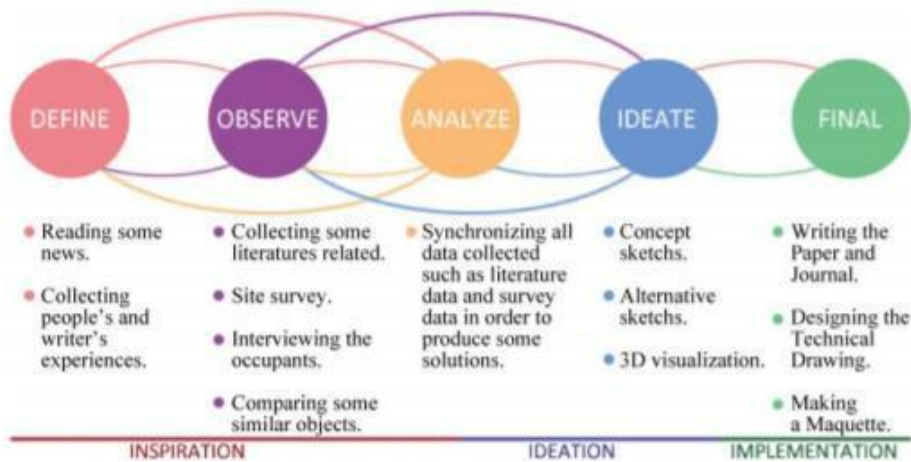 DEFINE
OBSERVE
ANALYZE
IDEATE
FINAL
Reading some
news.
Collecting
people's and
writer's
experiences.
Collecting some
literatures related.
Site survey.
Interviewing the
occupants.
Comparing some
similar objects.
Synchronizing all
data collected
such as literature
data and survey
data in order to
produce some
solutions.
Concept
sketchs.
Alternative
sketchs.
3D visualization.
Writing the
Paper and
Journal.
Designing the
Technical
Drawing.
Making
a Maquette.
INSPIRATION
IDEATION
IMPLEMENTATION